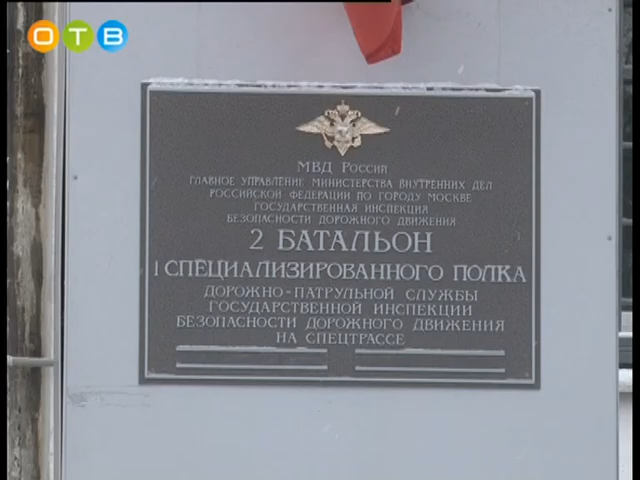 ОТВ
МВД России
ГЛАВНОЕ УПРАВЛЕНИЕ МИНИСТЕРСТВА ВНУТРЕННИХ ДЕЛ
РОССИЙСКОЙ ФЕДЕРАЦИИ ПО ГОРОДУ МОСКВЕ
ГОСУДАРСТВЕННАЯ ИНСПЕКЦИЯ
БЕЗОПАСНОСТИ ДОРОЖНОГО ДВИЖЕНИЯ
2 БАТАЛЬОН
1 СПЕЦИАЛИЗИРОВАННОГО ПОЛКА
ДОРОЖНО-ПАТРУЛЬНОЙ СЛУЖБЫ
ГОСУДАРСТВЕННОЙ ИНСПЕКЦИИ
БЕЗОПАСНОСТИ ДОРОЖНОГО ДВИЖЕНИЯ
НА СПЕЦТРАССЕ